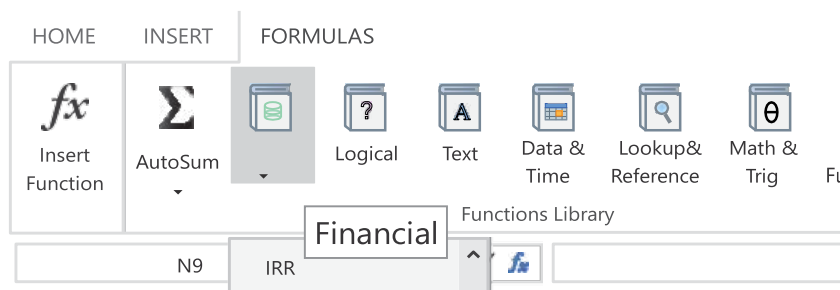 HOME INSERT FORMULAS
fx Σ ? A θ
Insert
Function
AutoSum
Logical
Text
Data &
Time
Lookup&
Reference
Math &
Trig
Functions Library
Financial
N9
IRR
fx